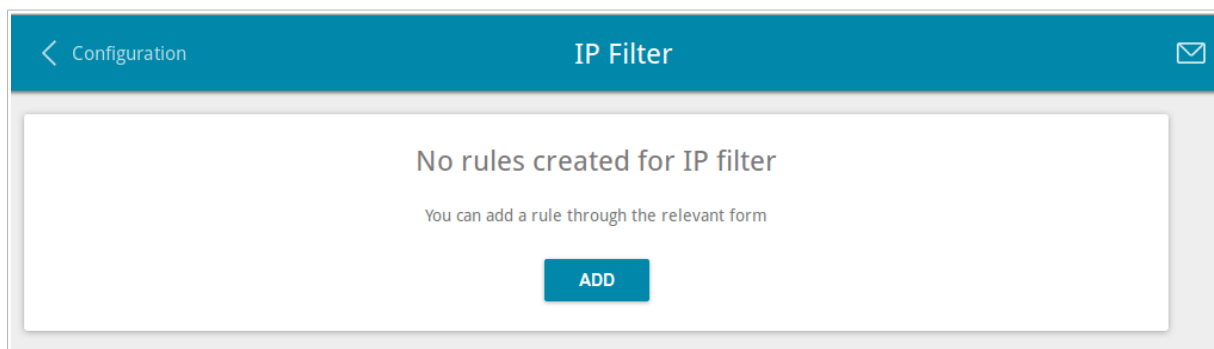 Configuration
IP Filter
No rules created for IP filter
You can add a rule through the relevant form
ADD